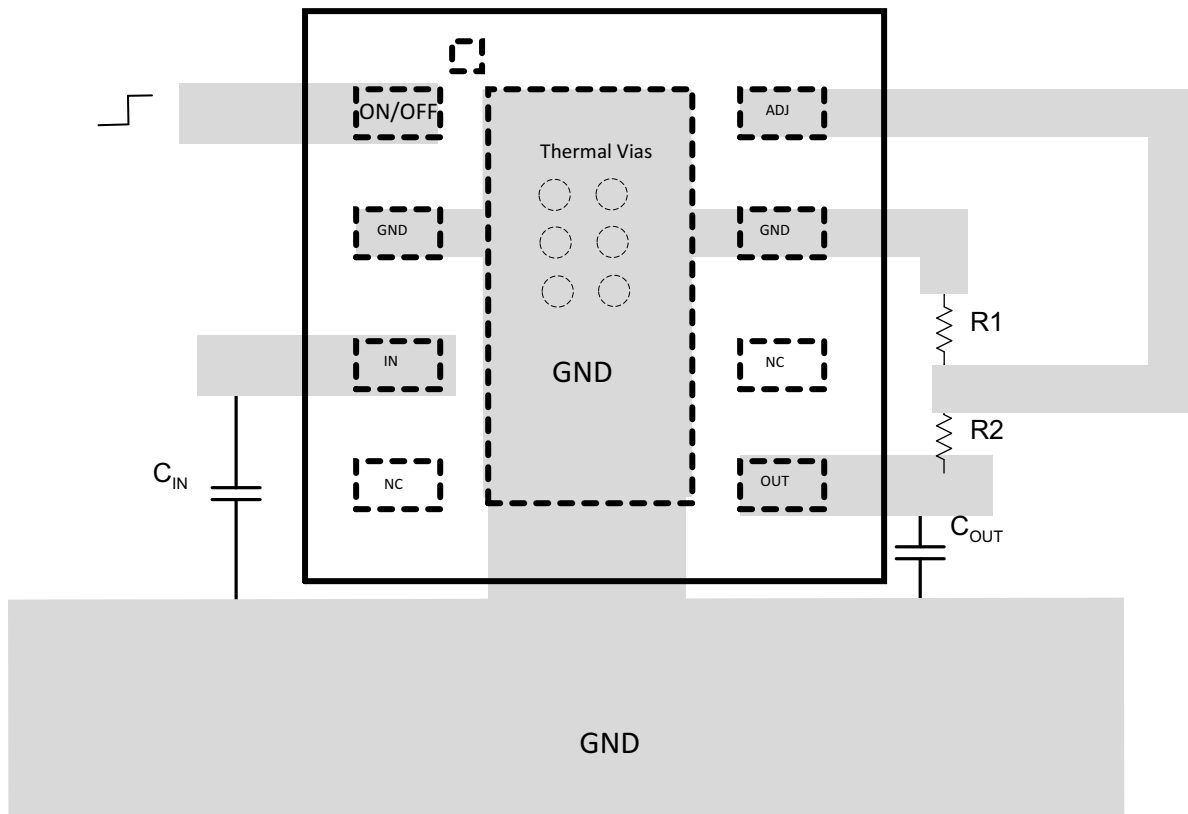 ON/OFF
ADJ
Thermal Vias
GND
GND
R1
IN
GND
NC
R2
CIN
NC
OUT
COUT
GND